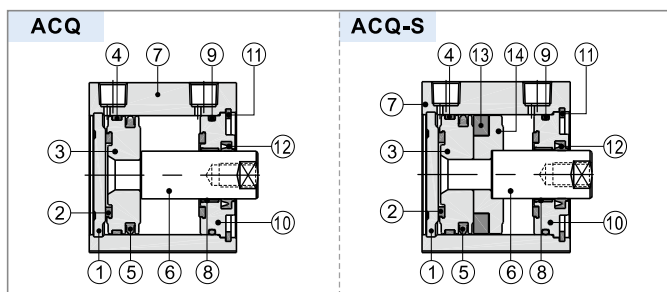 ACQ
④ ⑦ ⑨ ⑪
③ ⑫
② ⑩
① ⑤ ⑥ ⑧
ACQ-S
④ ⑬ ⑭ ⑨ ⑪
⑦
③ ⑫
② ⑩
① ⑤ ⑥ ⑧